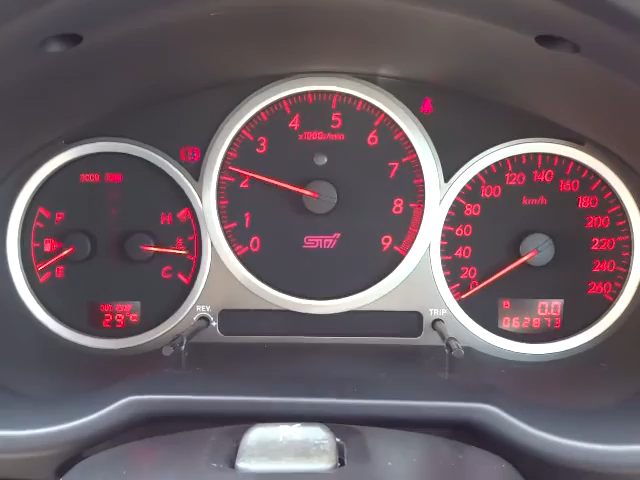 F
E
H
C
OUT TEMP
29°C
0 1 2 3 4 5 6 7 8 9
x1000r/min
STi
REV.
TRIP
0 20 40 60 80 100 120 140 160 180 200 220 240 260
km/h
0.0
062873